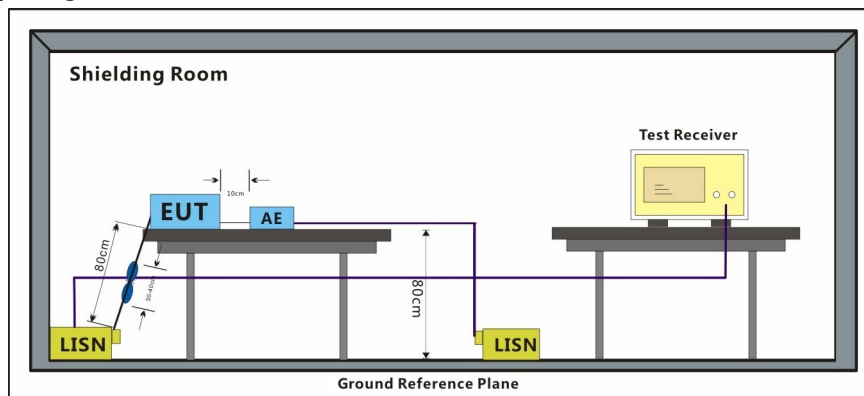 Shielding Room
Test Receiver
10cm
EUT
AE
80cm
30-40cm
80cm
LISN
LISN
Ground Reference Plane